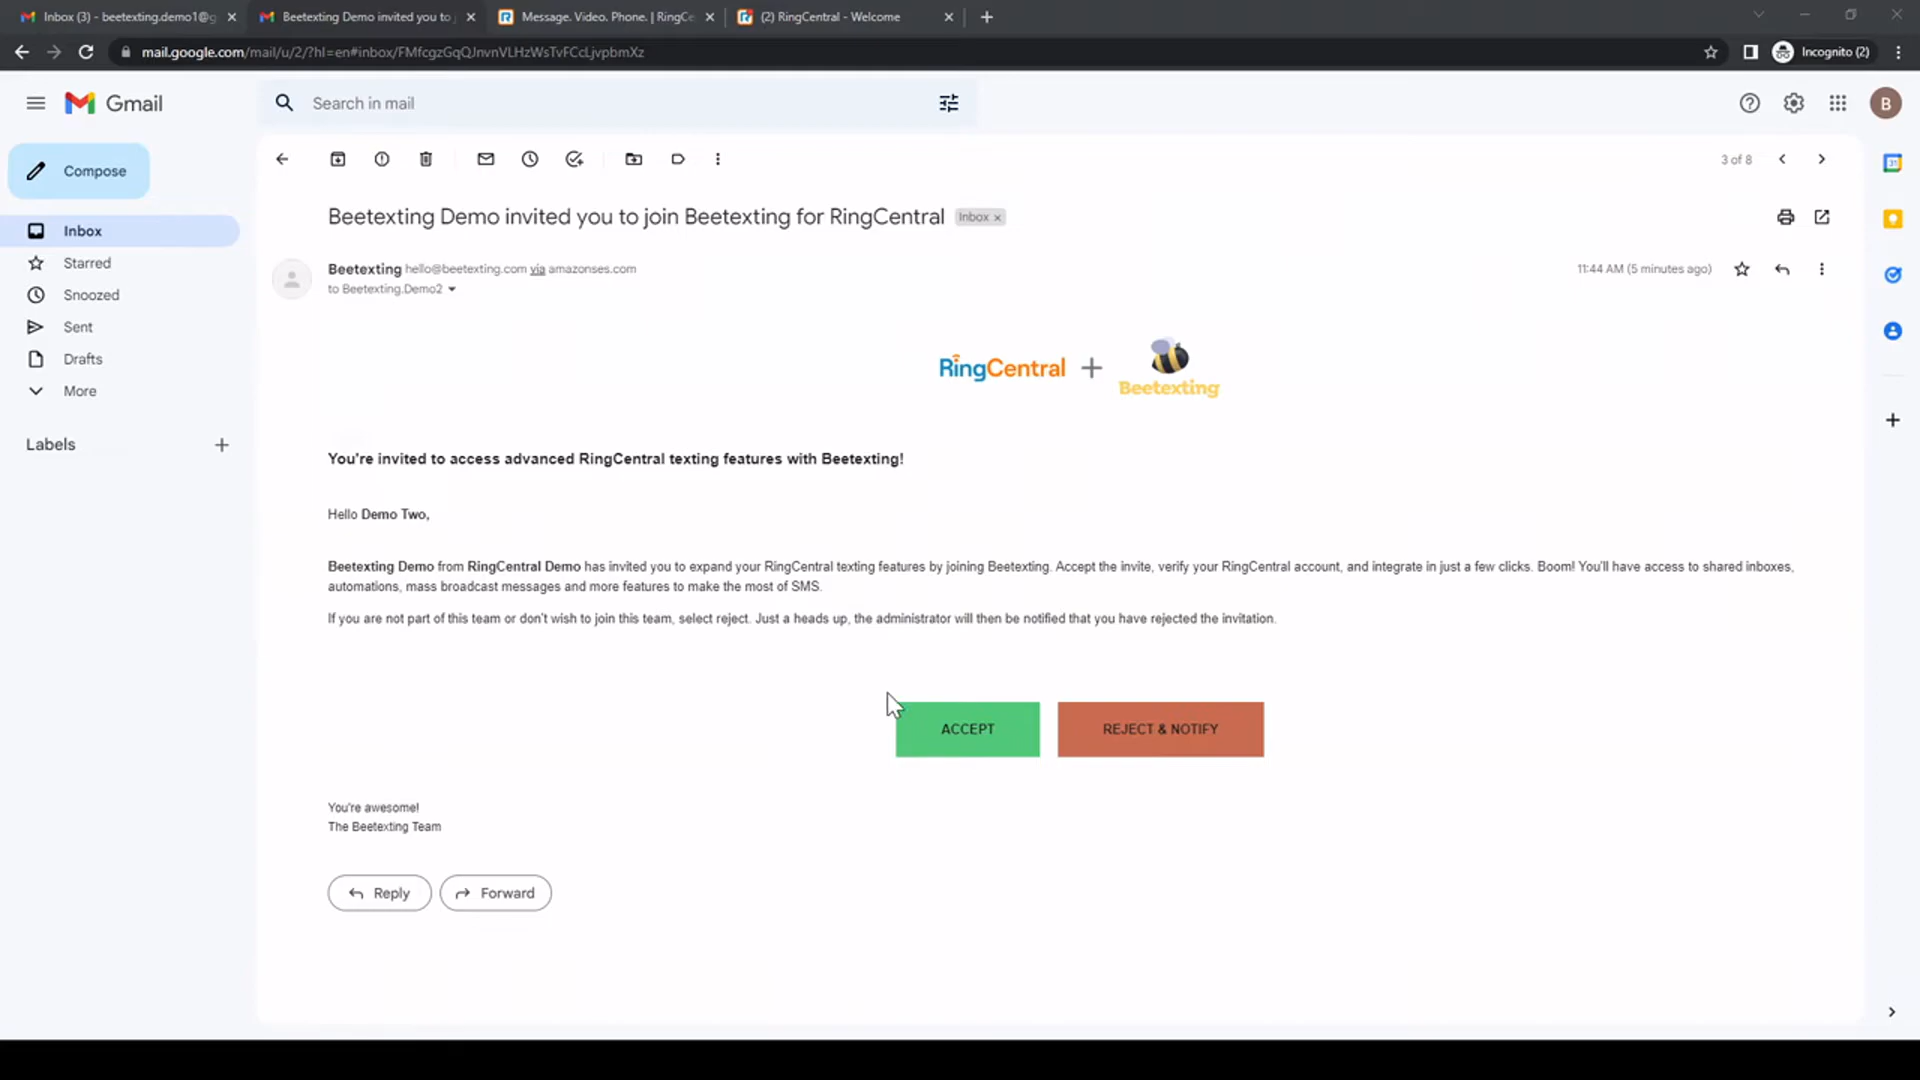 Inbox (3) - beetexting.demo1@g
Beetexting Demo invited you to j
Message. Video. Phone. | RingCe
(2) RingCentral - Welcome
mail.google.com/mail/u/2/?hl=en#inbox/FMfcgzGqQJnvnVLHzWsTvFCcLjvpbmXz
Incognito (2)
Gmail
Search in mail
B
Compose
3 of 8
31
Inbox
Starred
Snoozed
Sent
Drafts
More
Labels
Beetexting Demo invited you to join Beetexting for RingCentral
Inbox x
Beetexting hello@beetexting.com via amazonses.com
11:44 AM (5 minutes ago)
to Beetexting.Demo2
RingCentral + Beetexting
You're invited to access advanced RingCentral texting features with Beetexting!
Hello Demo Two,
Beetexting Demo from RingCentral Demo has invited you to expand your RingCentral texting features by joining Beetexting. Accept the invite, verify your RingCentral account, and integrate in just a few clicks. Boom! You'll have access to shared inboxes,
automations, mass broadcast messages and more features to make the most of SMS.
If you are not part of this team or don't wish to join this team, select reject. Just a heads up, the administrator will then be notified that you have rejected the invitation.
ACCEPT
REJECT & NOTIFY
You're awesome!
The Beetexting Team
Reply
Forward